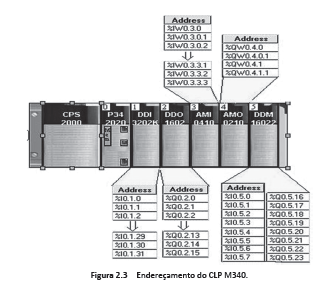 Address
%IW0.3.0
%IW0.3.0.1
%IW0.3.0.2
%IW0.3.3.1
%IW0.3.3.2
%IW0.3.3.3
Address
%QW0.4.0
%QW0.4.0.1
%QW0.4.1
%QW0.4.1.1
CPS
2000
0
P34
2020
1
DDI
3202K
2
DDO
1602
3
AMI
0410
4
AMO
0210
5
DDM
16022
Address
%I0.1.0
%I0.1.1
%I0.1.2
%I0.1.29
%I0.1.30
%I0.1.31
Address
%Q0.2.0
%Q0.2.1
%Q0.2.2
%Q0.2.13
%Q0.2.14
%Q0.2.15
Address
%I0.5.0
%I0.5.1
%I0.5.2
%I0.5.3
%I0.5.4
%I0.5.5
%I0.5.6
%I0.5.7
%Q0.5.16
%Q0.5.17
%Q0.5.18
%Q0.5.19
%Q0.5.20
%Q0.5.21
%Q0.5.22
%Q0.5.23
Figura 2.3 Endereçamento do CLP M340.